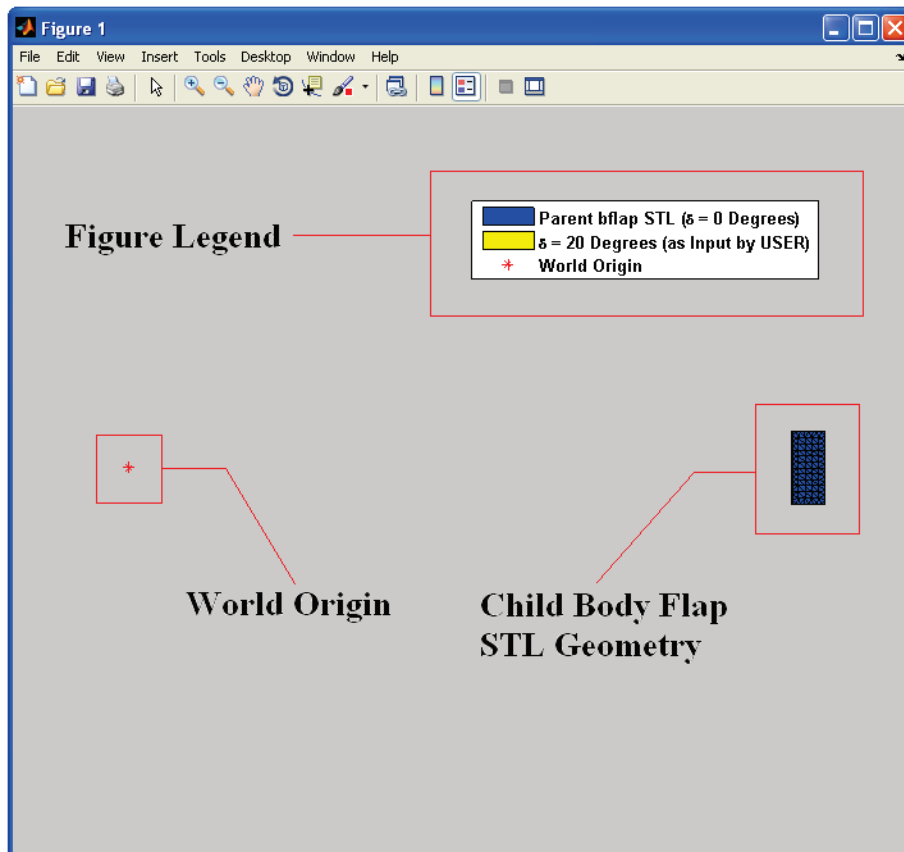 Figure 1
File Edit View Insert Tools Desktop Window Help
Figure Legend
Parent bflap STL (δ = 0 Degrees)
δ = 20 Degrees (as Input by USER)
World Origin
World Origin
Child Body Flap
STL Geometry